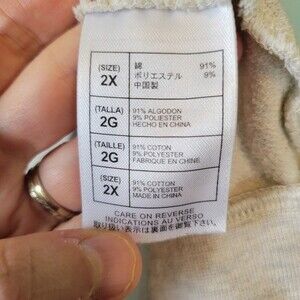 (SIZE)
2X
綿 91%
ポリエステル 9%
中国製
(TALLA)
2G
91% ALGODON
9% POLIESTER
HECHO EN CHINA
(TAILLE)
2G
91% COTON
9% POLYESTER
FABRIQUE EN CHINE
(SIZE)
2X
91% COTTON
9% POLYESTER
MADE IN CHINA
CARE ON REVERSE
INDICATIONS AU VERSO
取り扱い表示は裏面を御覧下さい